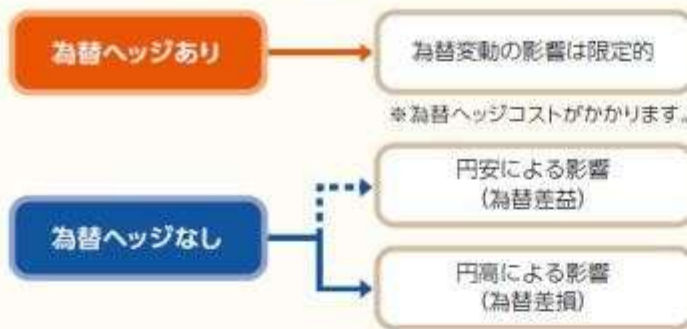 為替ヘッジあり
為替変動の影響は限定的
※為替ヘッジコストがかかります。
円安による影響
(為替差益)
為替ヘッジなし
円高による影響
(為替差損)